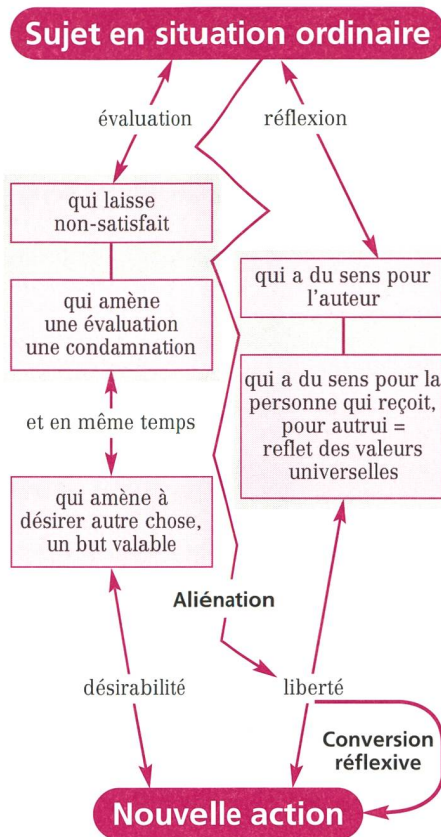 Sujet en situation ordinaire
évaluation
réflexion
qui laisse
non-satisfait
qui amène
une évaluation
une condamnation
et en même temps
qui amène à
désirer autre chose,
un but valable
qui a du sens pour
l'auteur
qui a du sens pour la
personne qui reçoit,
pour autrui =
reflet des valeurs
universelles
Aliénation
désirabilité
liberté
Conversion
réflexive
Nouvelle action